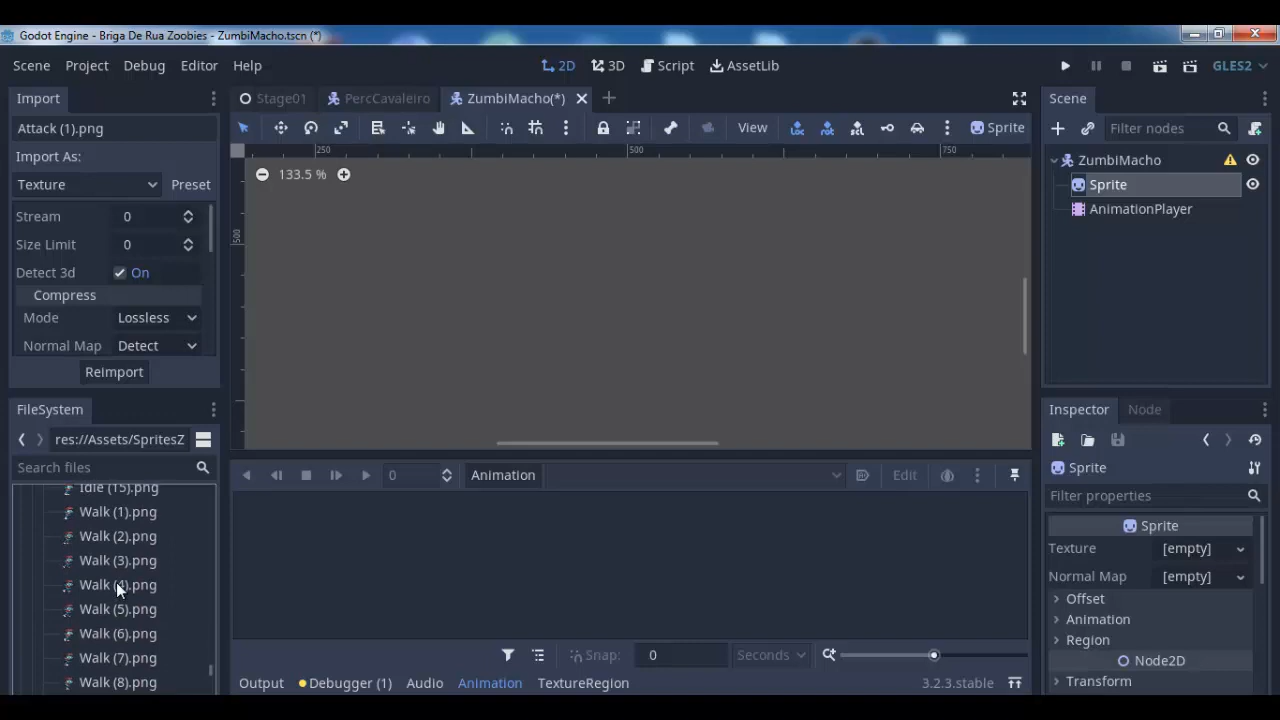 Godot Engine - Briga De Rua Zoobies - ZumbiMacho.tscn (*)
Scene Project Debug Editor Help
2D 3D Script AssetLib
GLES2
Import
Stage01 PercCavaleiro ZumbiMacho(*)
Scene
Attack (1).png
View
Sprite
Filter nodes
Import As:
Texture Preset
250 500 750
133.5 %
500
ZumbiMacho
Sprite
AnimationPlayer
Stream 0
Size Limit 0
Detect 3d On
Compress
Mode Lossless
Normal Map Detect
Reimport
FileSystem
res://Assets/SpritesZ
Search files
Idle (15).png
Walk (1).png
Walk (2).png
Walk (3).png
Walk (4).png
Walk (5).png
Walk (6).png
Walk (7).png
Walk (8).png
0 Animation Edit
Snap: 0 Seconds
Output Debugger (1) Audio Animation TextureRegion 3.2.3.stable
Inspector Node
Sprite
Filter properties
Sprite
Texture [empty]
Normal Map [empty]
Offset
Animation
Region
Node2D
Transform